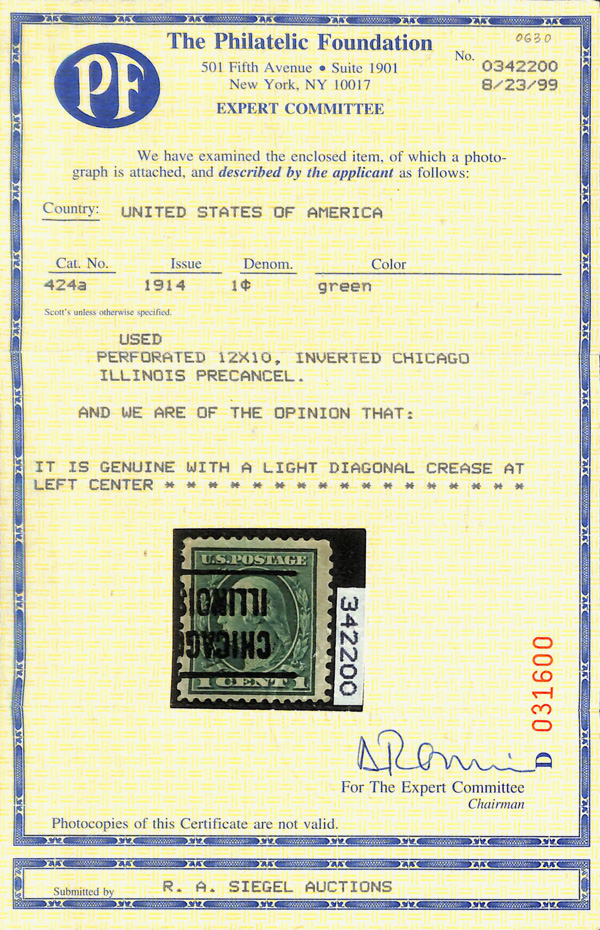 PF
The Philatelic Foundation
501 Fifth Avenue • Suite 1901
New York, NY 10017
EXPERT COMMITTEE
0630
No. 0342200
8/23/99
We have examined the enclosed item, of which a photo-
graph is attached, and described by the applicant as follows:
Country: UNITED STATES OF AMERICA
Cat. No. Issue Denom. Color
424a 1914 1¢ green
Scott's unless otherwise specified.
USED
PERFORATED 12X10, INVERTED CHICAGO
ILLINOIS PRECANCEL.
AND WE ARE OF THE OPINION THAT:
IT IS GENUINE WITH A LIGHT DIAGONAL CREASE AT
LEFT CENTER * * * * * * * * * * * * * * * * * *
U.S. POSTAGE
ILLINOIS
CHICAGO
1 CENT 1
342200
D 031600
For The Expert Committee
Chairman
Photocopies of this Certificate are not valid.
Submitted by R. A. SIEGEL AUCTIONS